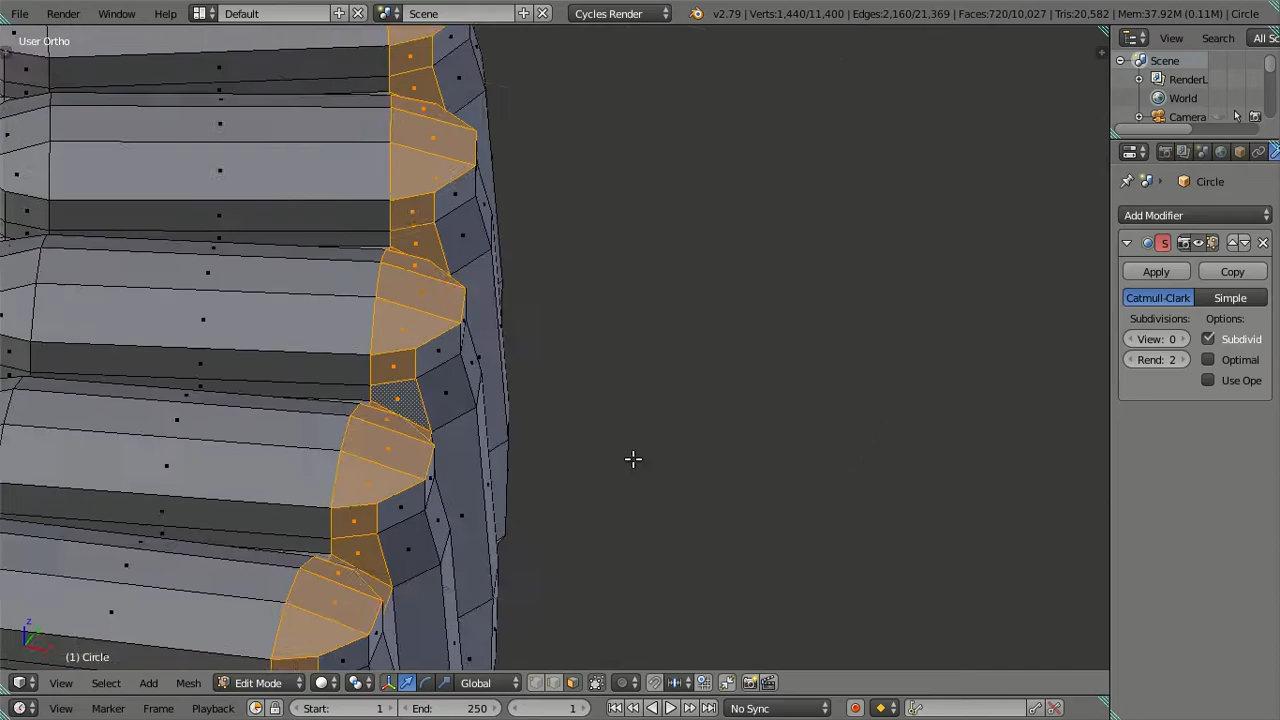 File Render Window Help Default Scene Cycles Render v2.79 | Verts:1,440/11,400 | Edges:2,160/21,369 | Faces:720/10,027 | Tris:20,582 | Mem:37.92M (0.11M) | Circle
User Ortho
View Search All Sc
Scene
RenderL
World
Camera
Circle
Add Modifier
S
Apply Copy
Catmull-Clark Simple
Subdivisions: Options:
View: 0 Subdivid
Rend: 2 Optimal
Use Ope
z
(1) Circle
View Select Add Mesh Edit Mode Global
View Marker Frame Playback Start: 1 End: 250 1 No Sync